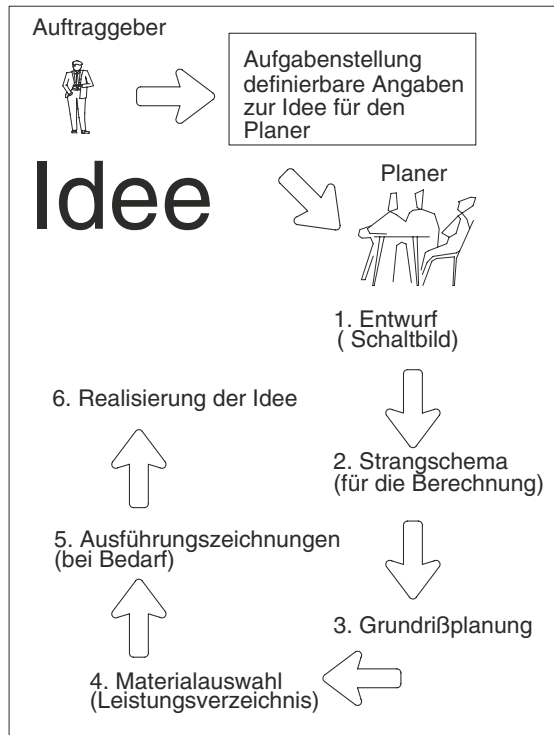 Auftraggeber
Aufgabenstellung
definierbare Angaben
zur Idee für den
Planer
Idee
Planer
1. Entwurf
( Schaltbild)
2. Strangschema
(für die Berechnung)
3. Grundrißplanung
4. Materialauswahl
(Leistungsverzeichnis)
5. Ausführungszeichnungen
(bei Bedarf)
6. Realisierung der Idee